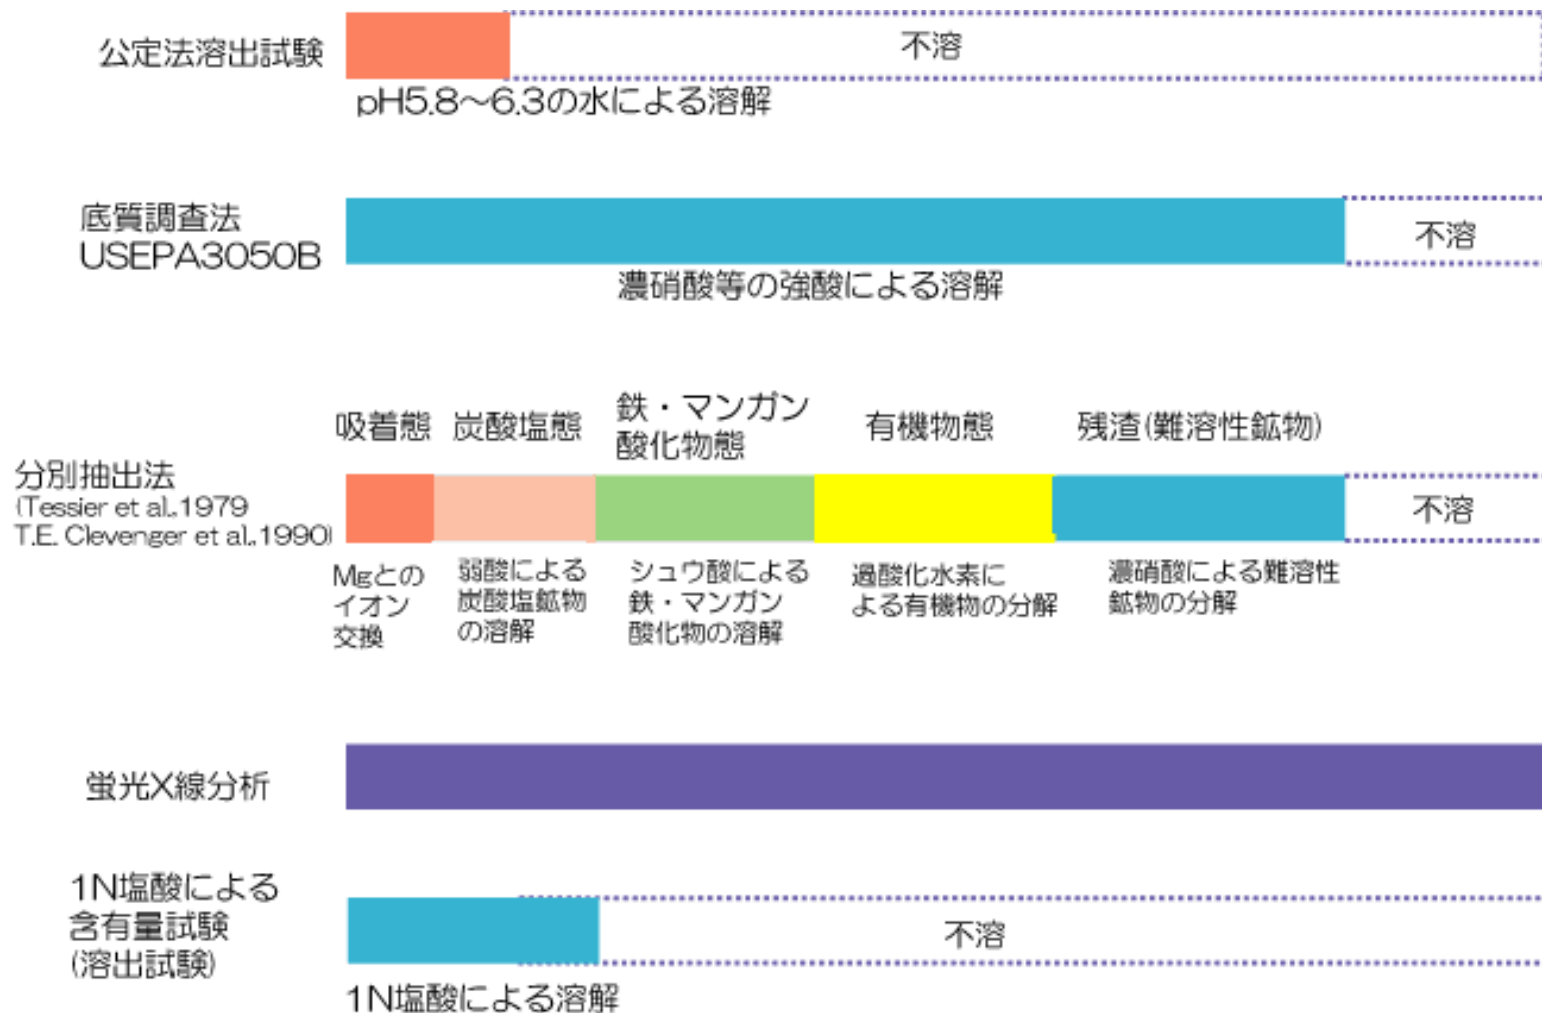 公定法溶出試験
不溶
pH5.8～6.3の水による溶解
底質調査法
USEPA3050B
不溶
濃硝酸等の強酸による溶解
吸着態
炭酸塩態
鉄・マンガン
酸化物態
有機物態
残渣(難溶性鉱物)
分別抽出法
(Tessier et al.,1979
T.E. Clevenger et al.,1990)
不溶
Mgとの
イオン
交換
弱酸による
炭酸塩鉱物
の溶解
シュウ酸による
鉄・マンガン
酸化物の溶解
過酸化水素に
よる有機物の分解
濃硝酸による難溶性
鉱物の分解
蛍光X線分析
1N塩酸による
含有量試験
(溶出試験)
不溶
1N塩酸による溶解